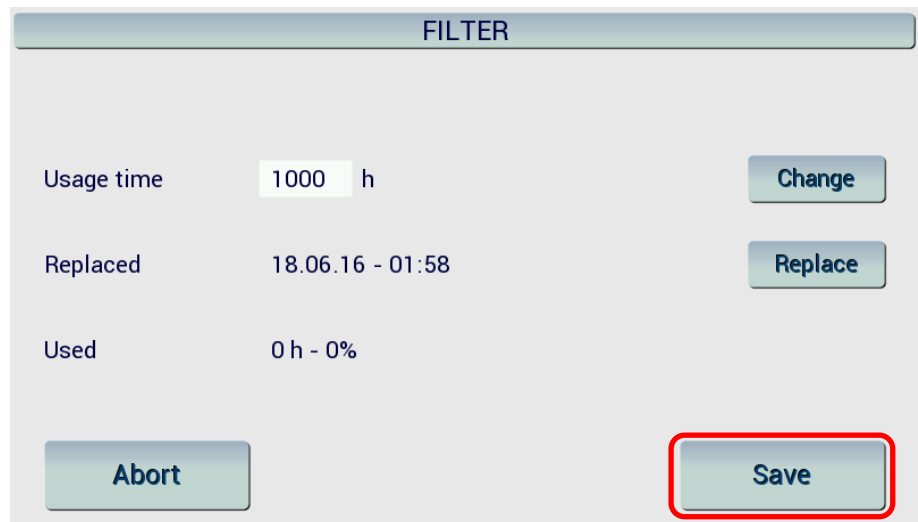 FILTER
Usage time 1000 h Change
Replaced 18.06.16 - 01:58 Replace
Used 0 h - 0%
Abort Save